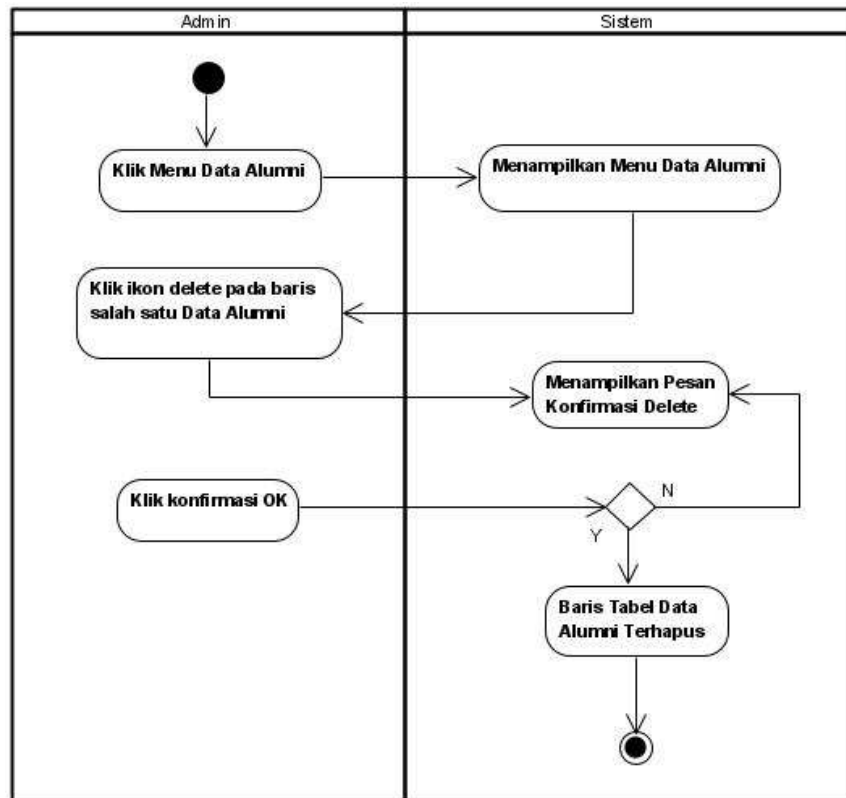 Admin
Sistem
Klik Menu Data Alumni
Menampilkan Menu Data Alumni
Klik ikon delete pada baris
salah satu Data Alumni
Menampilkan Pesan
Konfirmasi Delete
Klik konfirmasi OK
N
Y
Baris Tabel Data
Alumni Terhapus